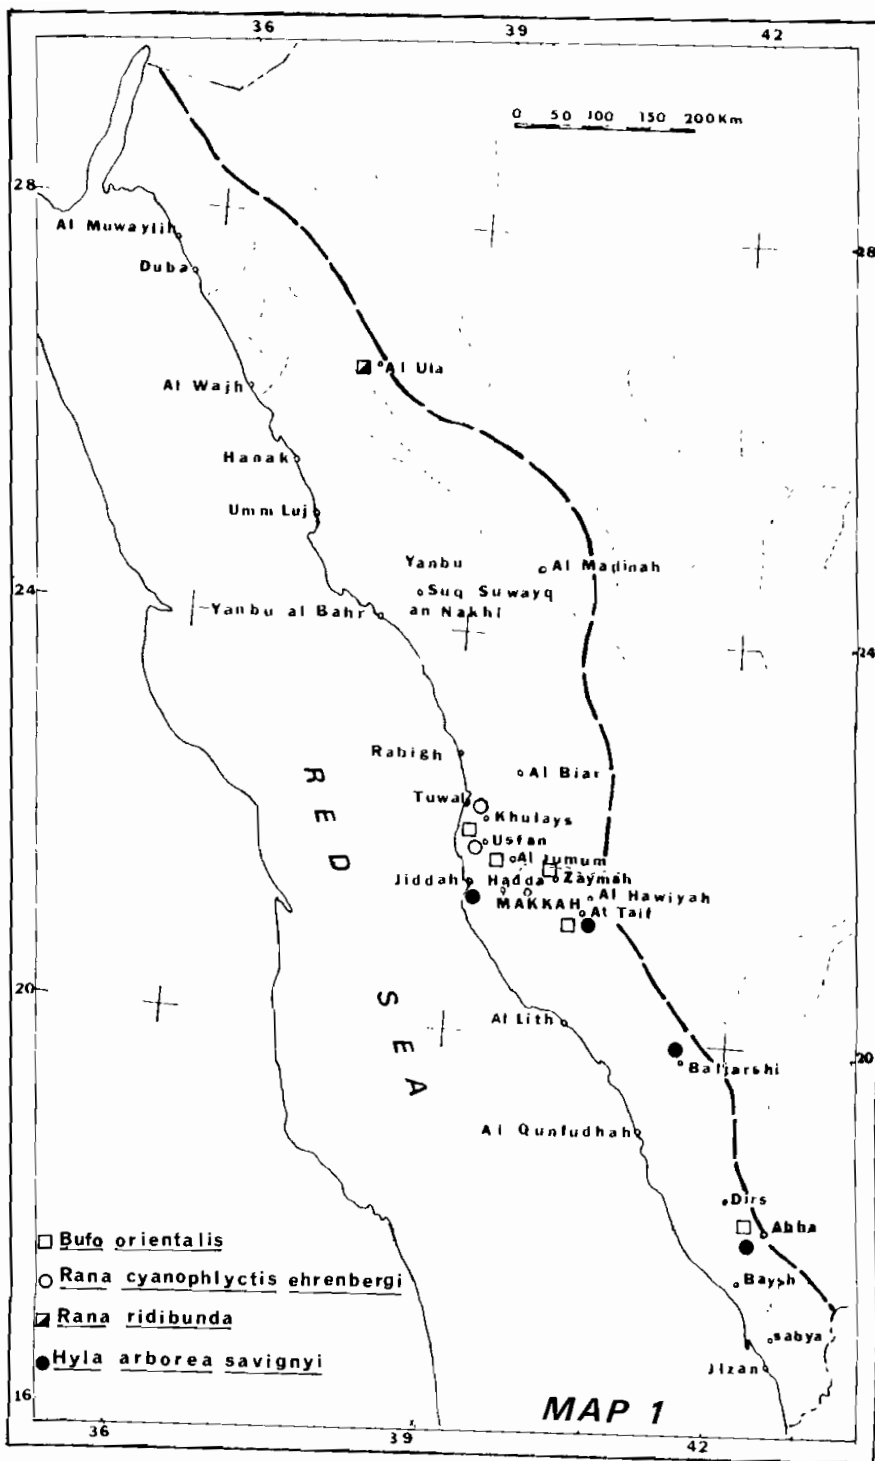 36 39 42
0 50 100 150 200 Km
28
Al Muwaylih
28
Duba
Al Ula
Al Wajh
Hanak
Umm Luj
Yanbu
Al Madinah
24
Suq Suwayq
Yanbu al Bahr
an Nakhl
24
Rabigh
Al Biar
Tuwal
Khulays
Usfan
Al Jumum
Jiddah
Hadda
Zaymah
Al Hawiyah
MAKKAH
At Taif
20
Al Lith
20
Baljarshi
RED SEA
Al Qunfudhah
Dirs
Abha
Bufo orientalis
Rana cyanophlyctis ehrenbergi
Baysh
Rana ridibunda
sabya
Hyla arborea savignyi
Jizan
16
MAP 1
36 39 42